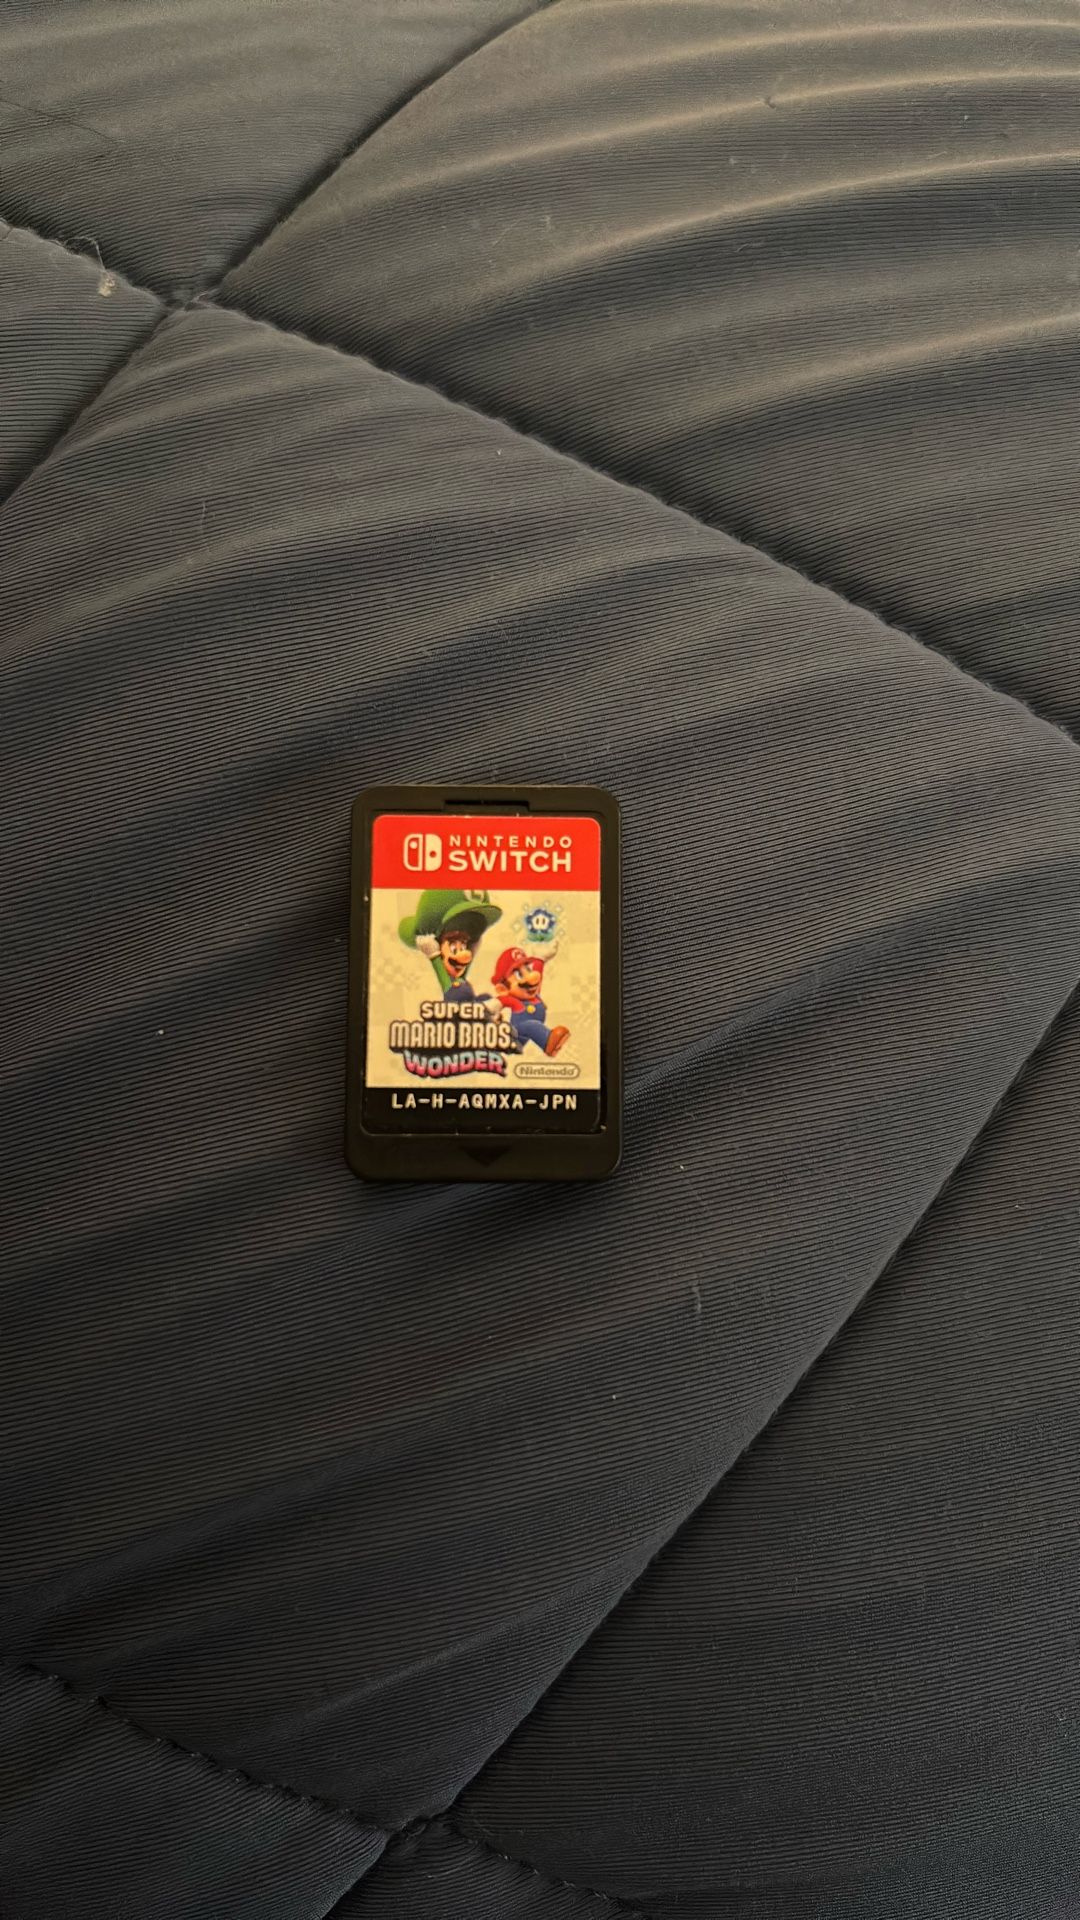 NINTENDO
SWITCH
SUPER
MARIO BROS.
WONDER
Nintendo
LA-H-AQMXA-JPN